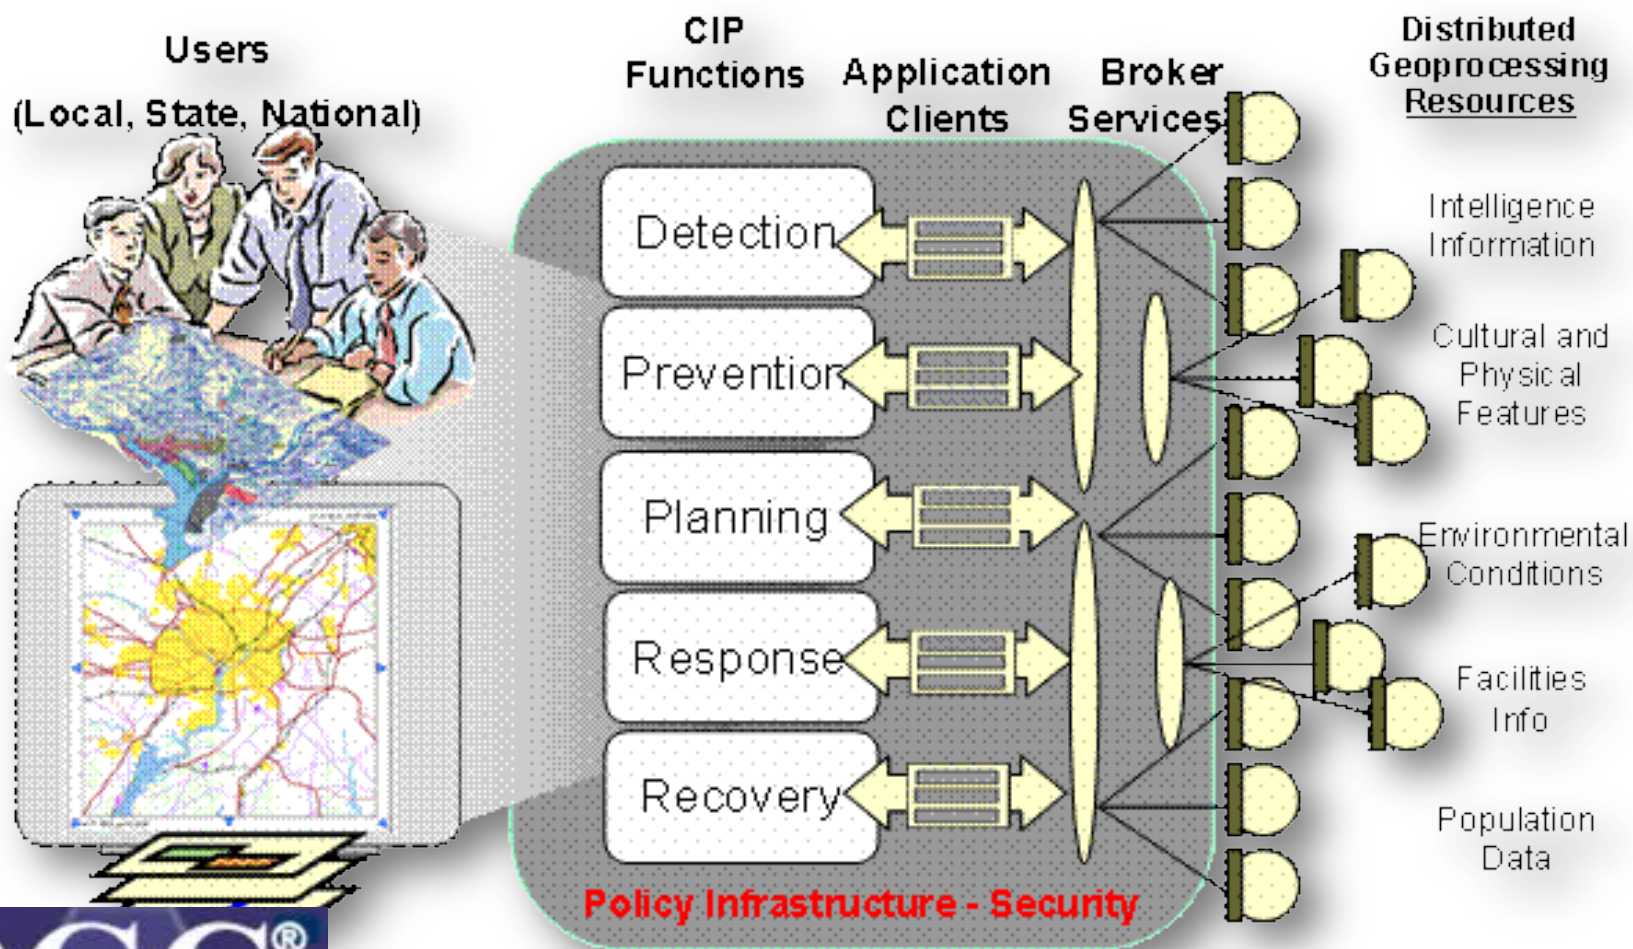 Users
(Local, State, National)
CIP
Functions
Application
Clients
Broker
Services
Distributed
Geoprocessing
Resources
Detection
Prevention
Planning
Response
Recovery
Policy Infrastructure - Security
Intelligence
Information
Cultural and
Physical
Features
Environmental
Conditions
Facilities
Info
Population
Data